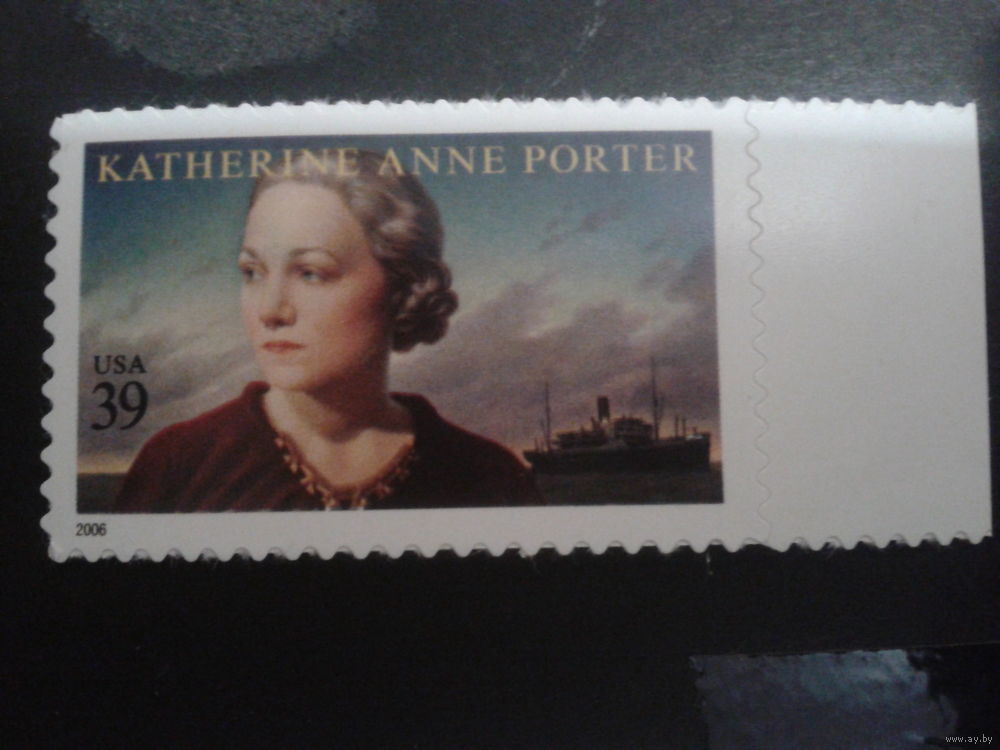 KATHERINE ANNE PORTER
USA
39
2006
www.ay.by